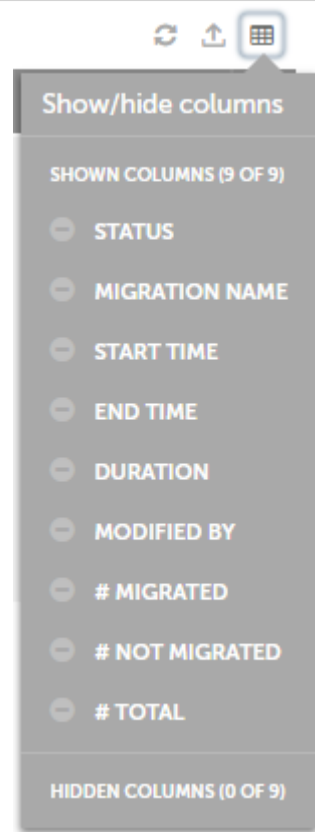 Show/hide columns
SHOWN COLUMNS (9 OF 9)
STATUS
MIGRATION NAME
START TIME
END TIME
DURATION
MODIFIED BY
# MIGRATED
# NOT MIGRATED
# TOTAL
HIDDEN COLUMNS (0 OF 9)